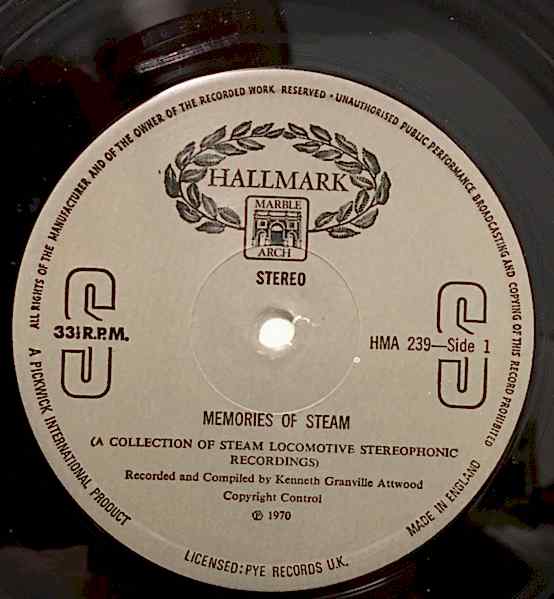 ALL RIGHTS OF THE MANUFACTURER AND OF THE OWNER OF THE RECORDED WORK RESERVED • UNAUTHORISED PUBLIC PERFORMANCE BROADCASTING AND COPYING OF THIS RECORD PROHIBITED
HALLMARK
MARBLE
ARCH
STEREO
33⅓ R.P.M.
HMA 239—Side 1
MEMORIES OF STEAM
(A COLLECTION OF STEAM LOCOMOTIVE STEREOPHONIC
RECORDINGS)
Recorded and Compiled by Kenneth Granville Attwood
Copyright Control
℗ 1970
A PICKWICK INTERNATIONAL PRODUCT
LICENSED: PYE RECORDS U.K.
MADE IN ENGLAND